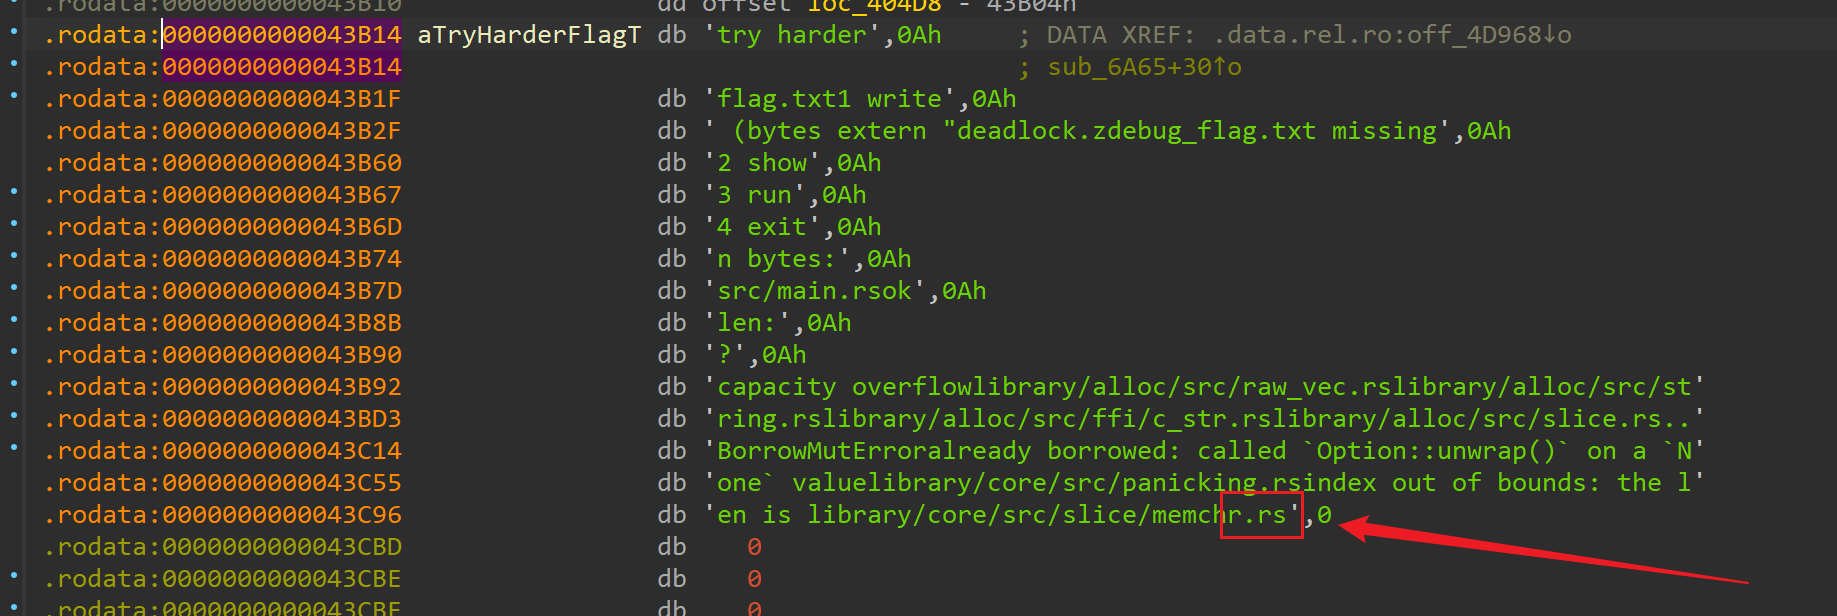 .rodata:0000000000043B10 dd offset loc_404D8 - 43B04h
.rodata:0000000000043B14 aTryHarderFlagT db 'try harder',0Ah ; DATA XREF: .data.rel.ro:off_4D968↓o
.rodata:0000000000043B14 ; sub_6A65+30↑o
.rodata:0000000000043B1F db 'flag.txt1 write',0Ah
.rodata:0000000000043B2F db ' (bytes extern "deadlock.zdebug_flag.txt missing',0Ah
.rodata:0000000000043B60 db '2 show',0Ah
.rodata:0000000000043B67 db '3 run',0Ah
.rodata:0000000000043B6D db '4 exit',0Ah
.rodata:0000000000043B74 db 'n bytes:',0Ah
.rodata:0000000000043B7D db 'src/main.rsok',0Ah
.rodata:0000000000043B8B db 'len:',0Ah
.rodata:0000000000043B90 db '?',0Ah
.rodata:0000000000043B92 db 'capacity overflowlibrary/alloc/src/raw_vec.rslibrary/alloc/src/st'
.rodata:0000000000043BD3 db 'ring.rslibrary/alloc/src/ffi/c_str.rslibrary/alloc/src/slice.rs..'
.rodata:0000000000043C14 db 'BorrowMutErroralready borrowed: called `Option::unwrap()` on a `N'
.rodata:0000000000043C55 db 'one` valuelibrary/core/src/panicking.rsindex out of bounds: the l'
.rodata:0000000000043C96 db 'en is library/core/src/slice/memchr.rs',0
.rodata:0000000000043CBD db 0
.rodata:0000000000043CBE db 0
.rodata:0000000000043CBF db 0